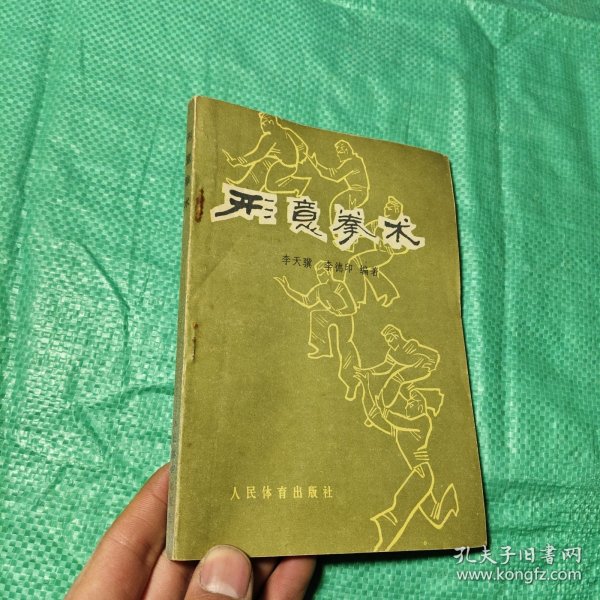 形意拳术
李天骥 李德印 编著
人民体育出版社
孔夫子旧书网
www.kongfz.com